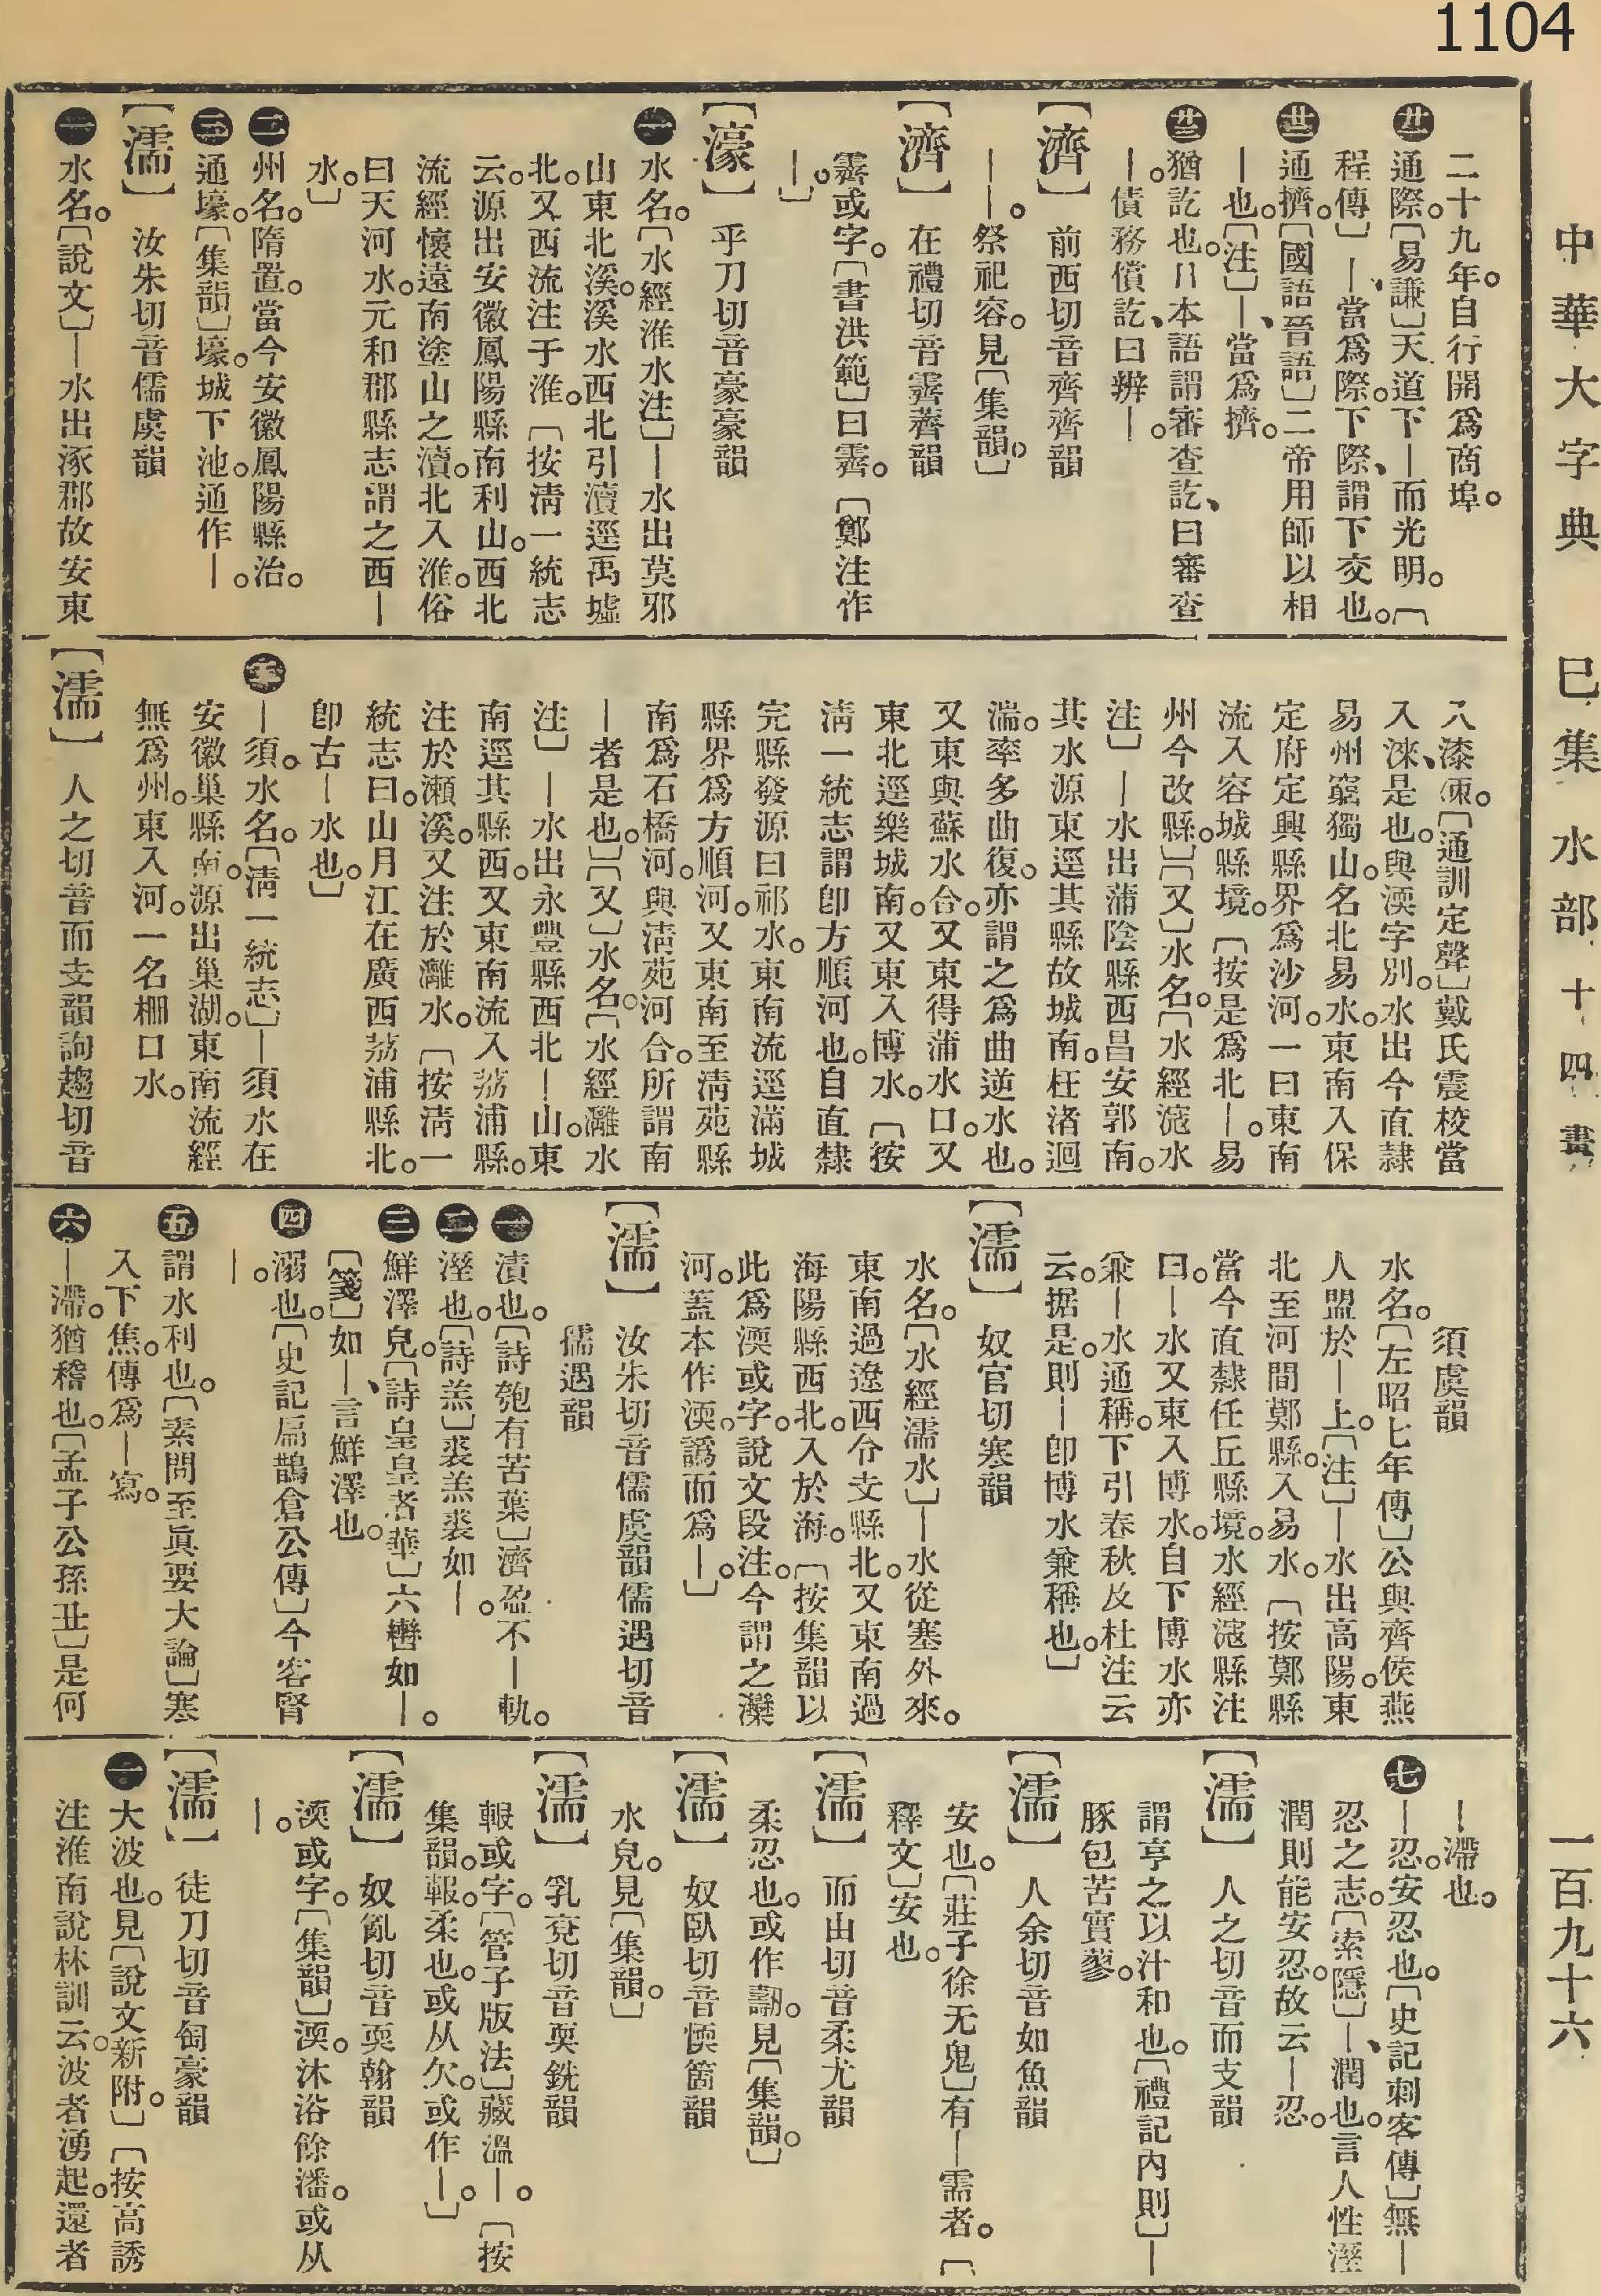 1104
中華大字典 巳集 水部 十四畫 一百九十六
二十九年。自行開爲商埠。
廿一 通際。〔易謙〕天道下—而光明。〔
程傳〕—、當爲際。下際、謂下交也。
廿二 通擠。〔國語晉語〕二帝用師以相
—也。〔注〕—、當爲擠。
廿三 猶訖也。日本語謂審查訖、曰審查
—。債務償訖、曰辨—。
〔濟〕 前西切音齊齊韻
——。祭祀容。見〔集韻。〕
〔濟〕 在禮切音霽薺韻
霽或字。〔書洪範〕曰霽。〔鄭注作
—。〕
〔濠〕 乎刀切音豪豪韻
一 水名。〔水經淮水注〕—水出莫邪
山東北溪。溪水西北引瀆逕禹墟
北。又西流注于淮。〔按清一統志
云。源出安徽鳳陽縣南利山。西北
流經懷遠南塗山之瀆。北入淮。俗
曰天河水。元和郡縣志謂之西—
水。〕
二 州名。隋置。當今安徽鳳陽縣治。
三 通壕。〔集韻〕壕。城下池。通作—。
〔濡〕 汝朱切音儒虞韻
一 水名。〔說文〕—水出涿郡故安東
入漆涷。〔通訓定聲〕戴氏震校當
入淶、是也。與渜字別。水出今直隸
易州窮獨山。名北易水。東南入保
定府定興縣界爲沙河。一曰東南
流入容城縣境。〔按是爲北—。易
州今改縣。〕〔又〕水名。〔水經滱水
注〕—水出蒲陰縣西昌安郭南。
其水源東逕其縣故城南。枉渚迴
湍。率多曲復。亦謂之爲曲逆水也。
又東與蘇水合。又東得蒲水口。又
東北逕樂城南。又東入博水。〔按
清一統志謂卽方順河也。自直隸
完縣發源曰祁水。東南流逕滿城
縣界爲方順河。又東南至清苑縣
南爲石橋河。與清苑河合。所謂南
—者是也。〕〔又〕水名。〔水經灕水
注〕—水出永豐縣西北—山。東
南逕其縣西。又東南流入荔浦縣。
注於瀨溪。又注於灕水。〔按清一
統志曰。山月江在廣西荔浦縣北。
卽古—水也。〕
—須。水名。〔清一統志〕—須水在
安徽巢縣南。源出巢湖。東南流經
無爲州。東入河。一名柵口水。
〔濡〕 人之切音而支韻詢趨切音
須虞韻
水名。〔左昭七年傳〕公與齊侯燕
人盟於—上。〔注〕—水出高陽。東
北至河間鄚縣。入易水。〔按鄚縣
當今直隸任丘縣境。水經滱縣注
曰。—水又東入博水。自下博水亦
兼—水通稱。下引春秋及杜注云
云。据是。則—卽博水兼稱也。〕
〔濡〕 奴官切寒韻
水名。〔水經濡水〕—水從塞外來。
東南過遼西令支縣北。又東南過
海陽縣西北。入於海。〔按集韻以
此爲渜或字。說文段注。今謂之灤
河。蓋本作渜。譌而爲—。〕
〔濡〕 汝朱切音儒虞韻儒遇切音
儒遇韻
一 漬也。〔詩匏有苦葉〕濟盈不—軌。
二 溼也。〔詩羔〕裘羔裘如—。
三 鮮澤皃。〔詩皇皇者華〕六轡如—。
〔箋〕如—、言鮮澤也。
四 溺也。〔史記扁鵲倉公傳〕今客腎
—。
五 謂水利也。〔素問至眞要大論〕寒
入下焦。傳爲—寫。
六 —滯。猶稽也。〔孟子公孫丑〕是何
—滯也。
七 —忍。安忍也。〔史記刺客傳〕無—
忍之志。〔索隱〕—、潤也。言人性溼
潤則能安忍。故云—忍。
〔濡〕 人之切音而支韻
謂亨之以汁和也。〔禮記內則〕—
豚包苦實蓼。
〔濡〕 人余切音如魚韻
安也。〔莊子徐无鬼〕有—需者。〔
釋文〕安也。
〔濡〕 而由切音柔尤韻
柔忍也。或作䎡。見〔集韻。〕
〔濡〕 奴臥切音愞箇韻
水皃。見〔集韻。〕
〔濡〕 乳兗切音耎銑韻
報或字。〔管子版法〕藏溫—。〔按
集韻。報。柔也。或从欠。或作—。〕
〔濡〕 奴亂切音耎翰韻
渜或字。〔集韻〕渜。沐浴餘潘。或从
—。
〔濤〕 徒刀切音匋豪韻
一 大波也。見〔說文新附。〕〔按高誘
注淮南說林訓云。波者湧起。還者